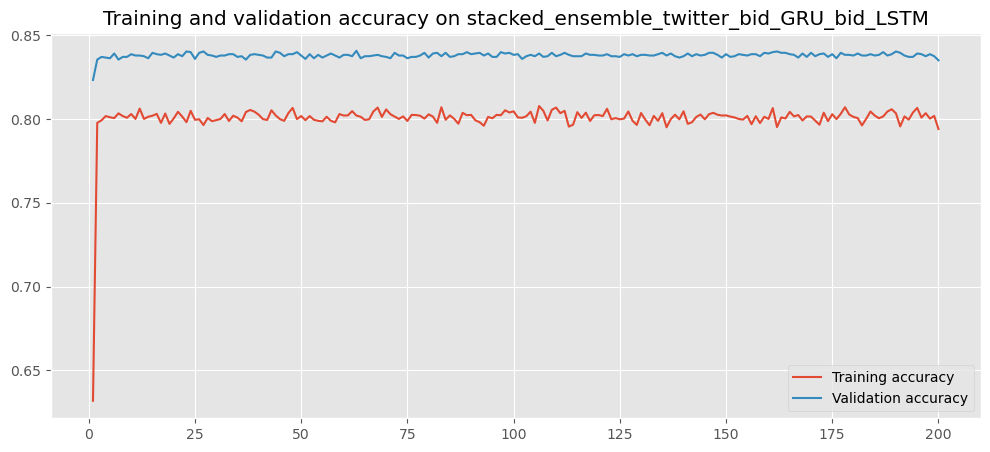 Training and validation accuracy on stacked_ensemble_twitter_bid_GRU_bid_LSTM
0.85
0.80
0.75
0.70
0.65
Training accuracy
Validation accuracy
0 25 50 75 100 125 150 175 200